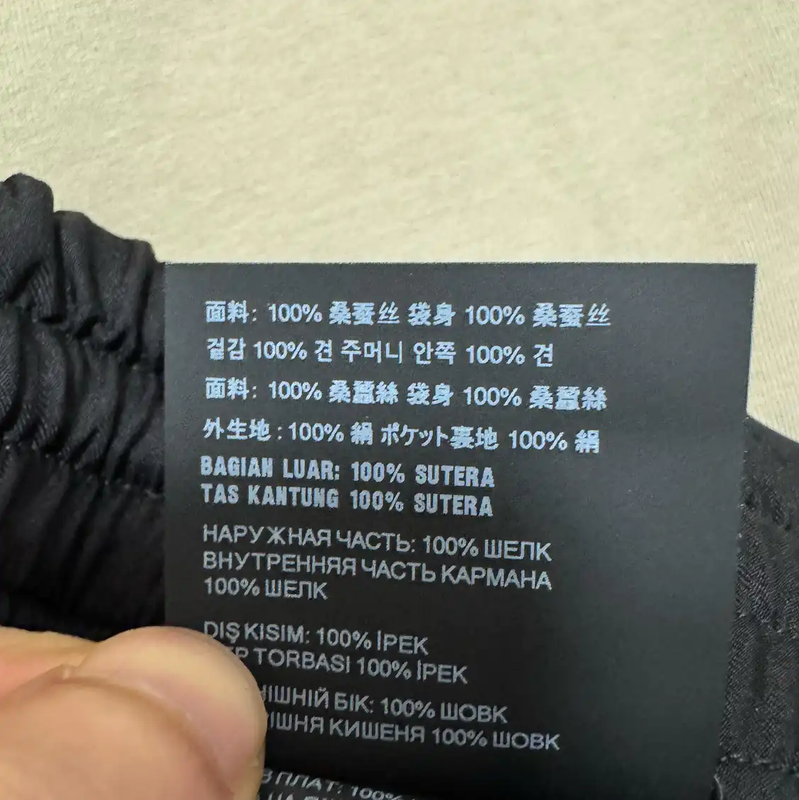 面料: 100% 桑蚕丝 袋身 100% 桑蚕丝
겉감 100% 견 주머니 안쪽 100% 견
面料: 100% 桑蠶絲 袋身 100% 桑蠶絲
外生地 : 100% 絹 ポケット裏地 100% 絹
BAGIAN LUAR: 100% SUTERA
TAS KANTUNG 100% SUTERA
НАРУЖНАЯ ЧАСТЬ: 100% ШЕЛК
ВНУТРЕННЯЯ ЧАСТЬ КАРМАНА
100% ШЕЛК
DIŞ KISIM: 100% İPEK
TORBASI 100% İPEK
БІК: 100% ШОВК
КИШЕНЯ 100% ШОВК
ПЛАТ: 100%